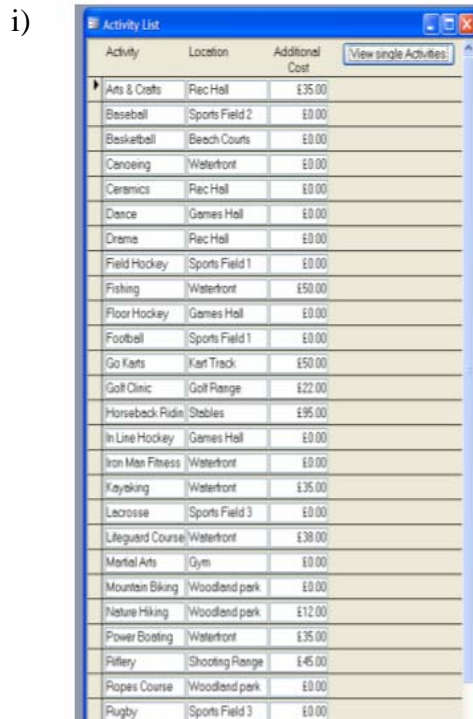 i)
Activity List
Activity Location Additional Cost View single Activities
Arts & Crafts Rec Hall £35.00
Baseball Sports Field 2 £0.00
Basketball Beach Courts £0.00
Canoeing Waterfront £0.00
Ceramics Rec Hall £0.00
Dance Games Hall £0.00
Drama Rec Hall £0.00
Field Hockey Sports Field 1 £0.00
Fishing Waterfront £50.00
Floor Hockey Games Hall £0.00
Football Sports Field 1 £0.00
Go Karts Kart Track £50.00
Golf Clinic Golf Range £22.00
Horseback Ridin Stables £95.00
In Line Hockey Games Hall £0.00
Iron Man Fitness Waterfront £0.00
Kayaking Waterfront £35.00
Lacrosse Sports Field 3 £0.00
Lifeguard Course Waterfront £38.00
Martial Arts Gym £0.00
Mountain Biking Woodland park £0.00
Nature Hiking Woodland park £12.00
Power Boating Waterfront £35.00
Riflery Shooting Range £45.00
Ropes Course Woodland park £0.00
Rugby Sports Field 3 £0.00